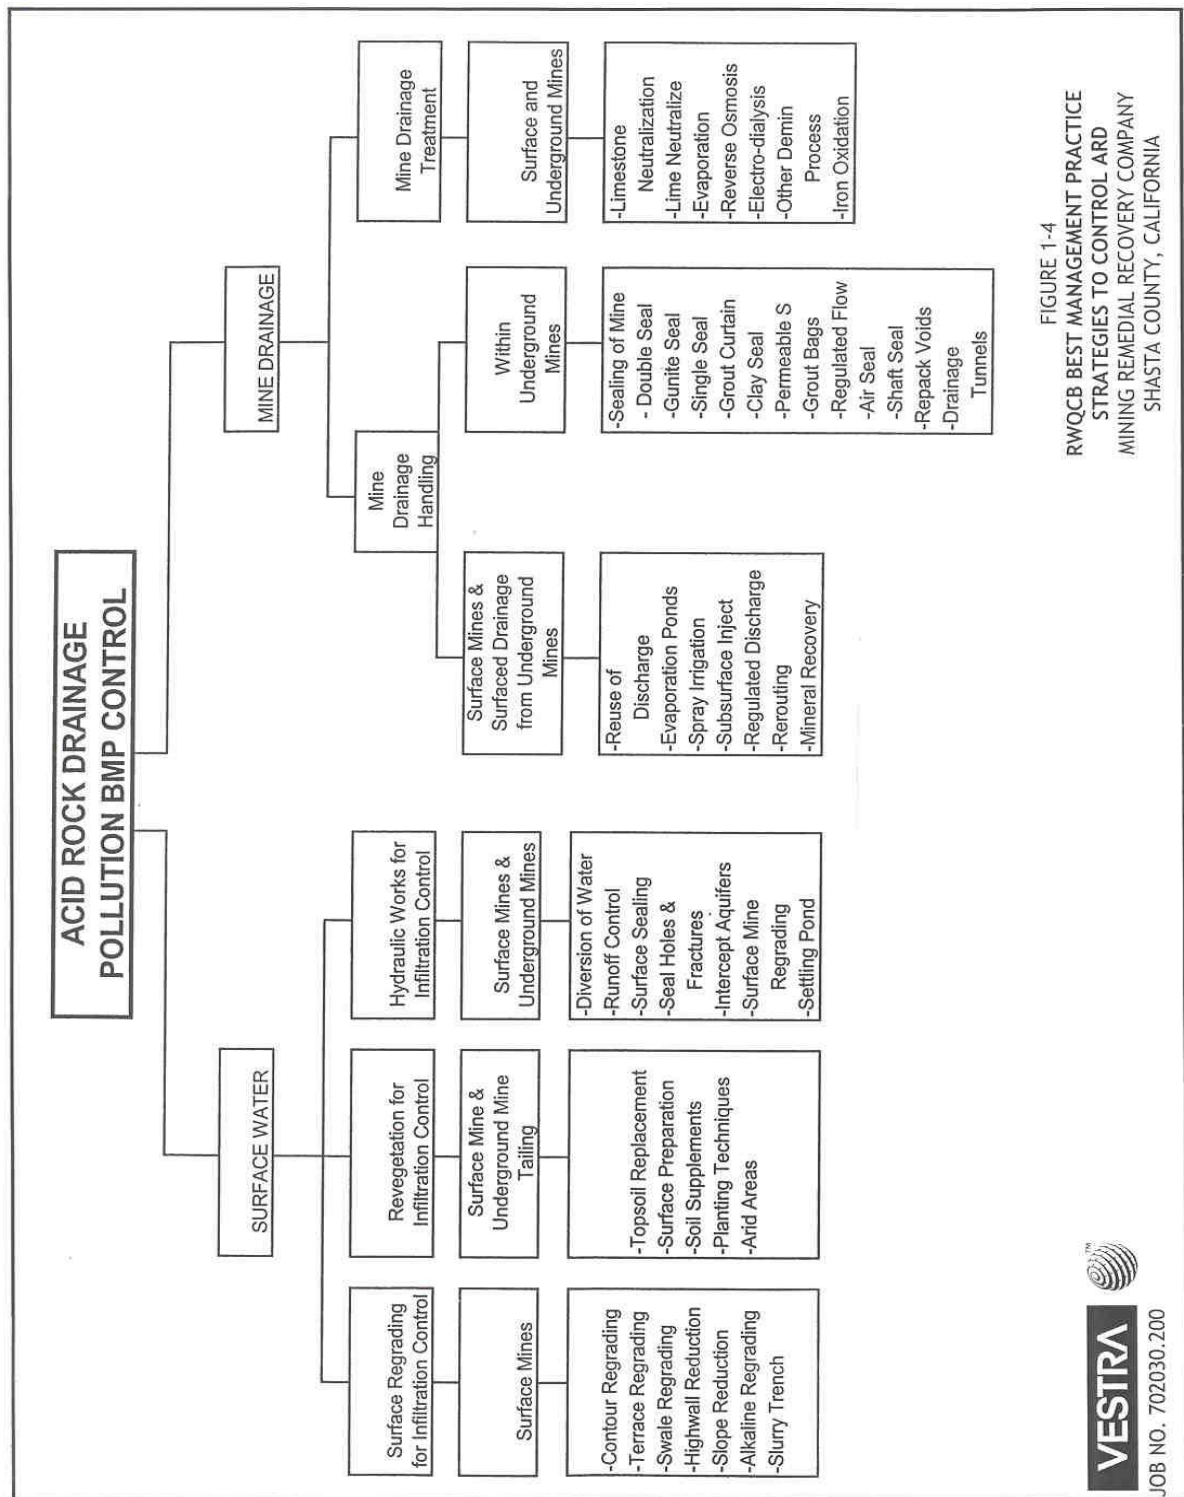 ACID ROCK DRAINAGE
POLLUTION BMP CONTROL
SURFACE WATER
MINE DRAINAGE
Surface Regrading
for Infiltration Control
Surface Mines
-Contour Regrading
-Terrace Regrading
-Swale Regrading
-Highwall Reduction
-Slope Reduction
-Alkaline Regrading
-Slurry Trench
Revegetation for
Infiltration Control
Surface Mine &
Underground Mine
Tailing
-Topsoil Replacement
-Surface Preparation
-Soil Supplements
-Planting Techniques
-Arid Areas
Hydraulic Works for
Infiltration Control
Surface Mines &
Underground Mines
-Diversion of Water
-Runoff Control
-Surface Sealing
-Seal Holes &
Fractures
-Intercept Aquifers
-Surface Mine
Regrading
-Settling Pond
Mine
Drainage
Handling
Surface Mines &
Surfaced Drainage
from Underground
Mines
-Reuse of
Discharge
-Evaporation Ponds
-Spray Irrigation
-Subsurface Inject
-Regulated Discharge
-Rerouting
-Mineral Recovery
Within
Underground
Mines
-Sealing of Mine
- Double Seal
-Gunite Seal
-Single Seal
-Grout Curtain
-Clay Seal
-Permeable S
-Grout Bags
-Regulated Flow
-Air Seal
-Shaft Seal
-Repack Voids
-Drainage
Tunnels
Mine Drainage
Treatment
Surface and
Underground Mines
-Limestone
Neutralization
-Lime Neutralize
-Evaporation
-Reverse Osmosis
-Electro-dialysis
-Other Demin
Process
-Iron Oxidation
VESTRA
TM
JOB NO. 702030.200
FIGURE 1-4
RWQCB BEST MANAGEMENT PRACTICE
STRATEGIES TO CONTROL ARD
MINING REMEDIAL RECOVERY COMPANY
SHASTA COUNTY, CALIFORNIA